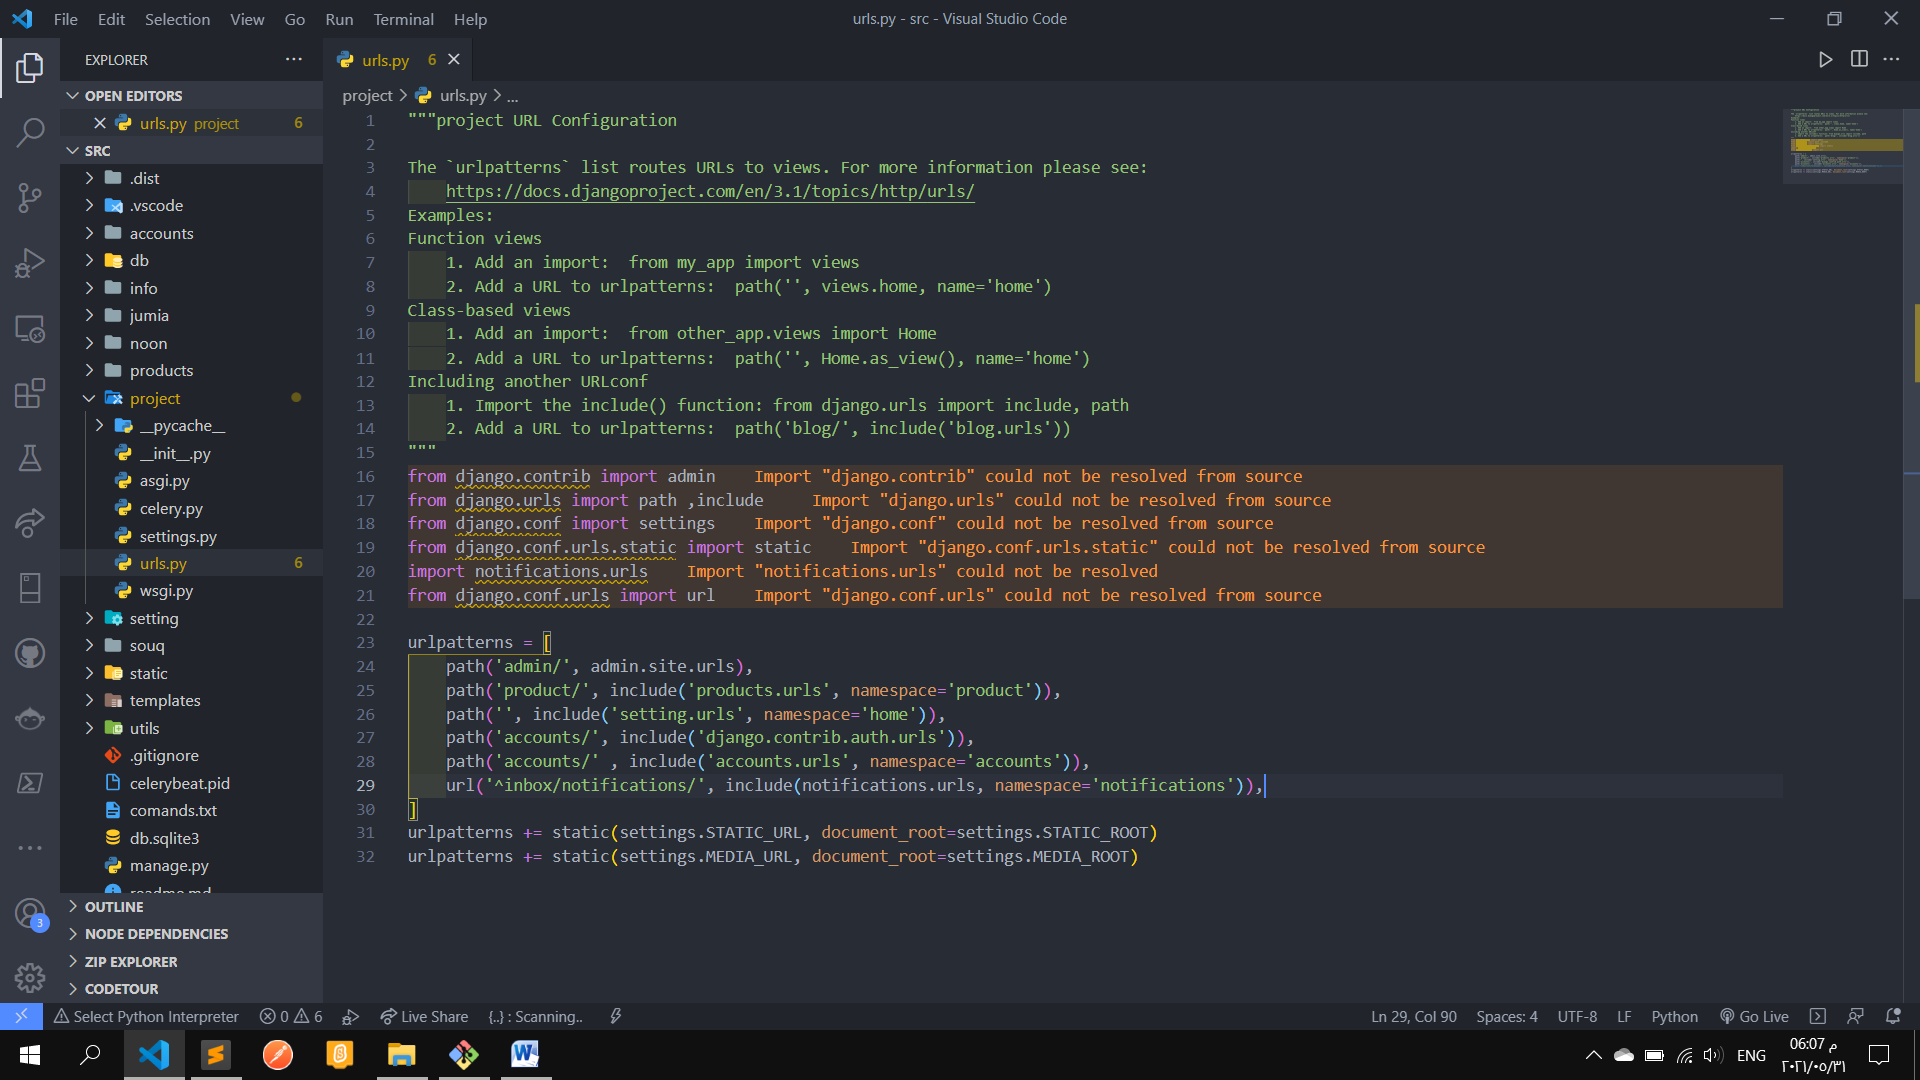 File Edit Selection View Go Run Terminal Help
urls.py - src - Visual Studio Code
EXPLORER
OPEN EDITORS
urls.py project 6
SRC
.dist
.vscode
accounts
db
info
jumia
noon
products
project
__pycache__
__init__.py
asgi.py
celery.py
settings.py
urls.py 6
wsgi.py
setting
souq
static
templates
utils
.gitignore
celerybeat.pid
comands.txt
db.sqlite3
manage.py
readme.md
OUTLINE
NODE DEPENDENCIES
ZIP EXPLORER
CODETOUR
3
urls.py 6
project > urls.py > ...
1 """project URL Configuration
2
3 The `urlpatterns` list routes URLs to views. For more information please see:
4     https://docs.djangoproject.com/en/3.1/topics/http/urls/
5 Examples:
6 Function views
7     1. Add an import:  from my_app import views
8     2. Add a URL to urlpatterns:  path('', views.home, name='home')
9 Class-based views
10     1. Add an import:  from other_app.views import Home
11     2. Add a URL to urlpatterns:  path('', Home.as_view(), name='home')
12 Including another URLconf
13     1. Import the include() function: from django.urls import include, path
14     2. Add a URL to urlpatterns:  path('blog/', include('blog.urls'))
15 """
16 from django.contrib import admin    Import "django.contrib" could not be resolved from source
17 from django.urls import path ,include     Import "django.urls" could not be resolved from source
18 from django.conf import settings    Import "django.conf" could not be resolved from source
19 from django.conf.urls.static import static    Import "django.conf.urls.static" could not be resolved from source
20 import notifications.urls    Import "notifications.urls" could not be resolved
21 from django.conf.urls import url    Import "django.conf.urls" could not be resolved from source
22
23 urlpatterns = [
24     path('admin/', admin.site.urls),
25     path('product/', include('products.urls', namespace='product')),
26     path('', include('setting.urls', namespace='home')),
27     path('accounts/', include('django.contrib.auth.urls')),
28     path('accounts/' , include('accounts.urls', namespace='accounts')),
29     url('^inbox/notifications/', include(notifications.urls, namespace='notifications')),
30 ]
31 urlpatterns += static(settings.STATIC_URL, document_root=settings.STATIC_ROOT)
32 urlpatterns += static(settings.MEDIA_URL, document_root=settings.MEDIA_ROOT)
Select Python Interpreter 0 6 Live Share {..} : Scanning.. Ln 29, Col 90 Spaces: 4 UTF-8 LF Python Go Live
ENG
06:07 م
٢٠٢١/٠٥/٣١